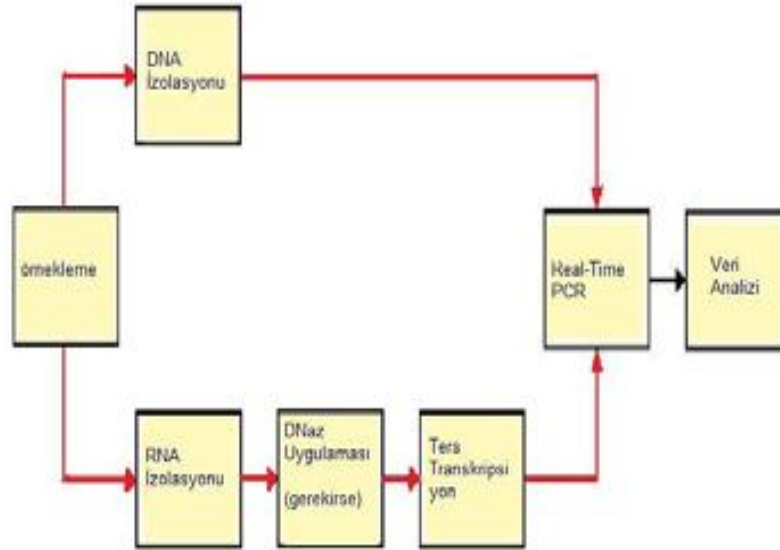 DNA
İzolasyonu
örnekleme
Real-Time
PCR
Veri
Analizi
RNA
İzolasyonu
DNaz
Uygulaması
(gerekirse)
Ters
Transkripsi
yon